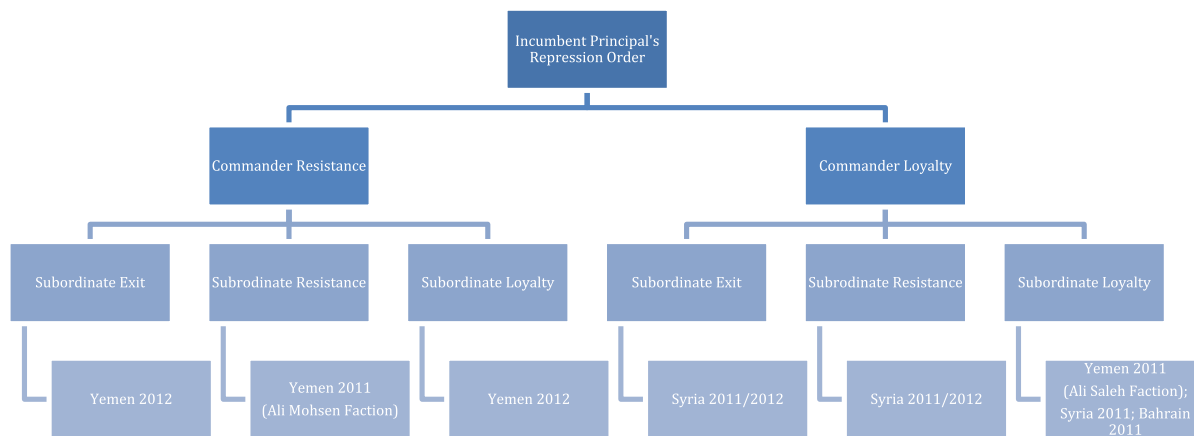 Incumbent Principal's
Repression Order
Commander Resistance
Commander Loyalty
Subordinate Exit
Subrodinate Resistance
Subordinate Loyalty
Subordinate Exit
Subrodinate Resistance
Subordinate Loyalty
Yemen 2012
Yemen 2011
(Ali Mohsen Faction)
Yemen 2012
Syria 2011/2012
Syria 2011/2012
Yemen 2011
(Ali Saleh Faction);
Syria 2011; Bahrain
2011